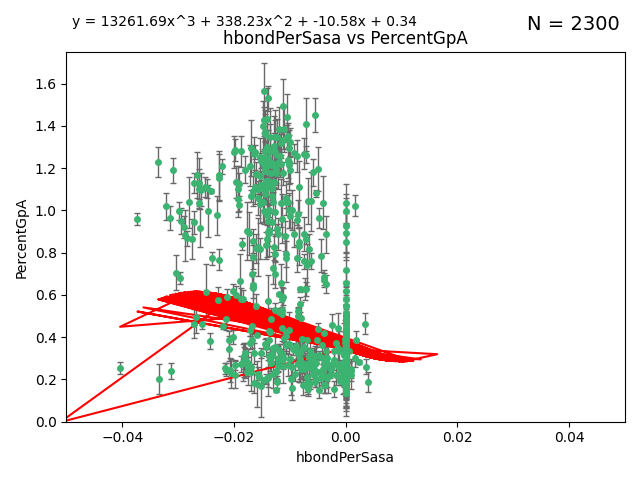 y = 13261.69x^3 + 338.23x^2 + -10.58x + 0.34
N = 2300
hbondPerSasa vs PercentGpA
PercentGpA
1.6
1.4
1.2
1.0
0.8
0.6
0.4
0.2
0.0
−0.04
−0.02
0.00
0.02
0.04
hbondPerSasa